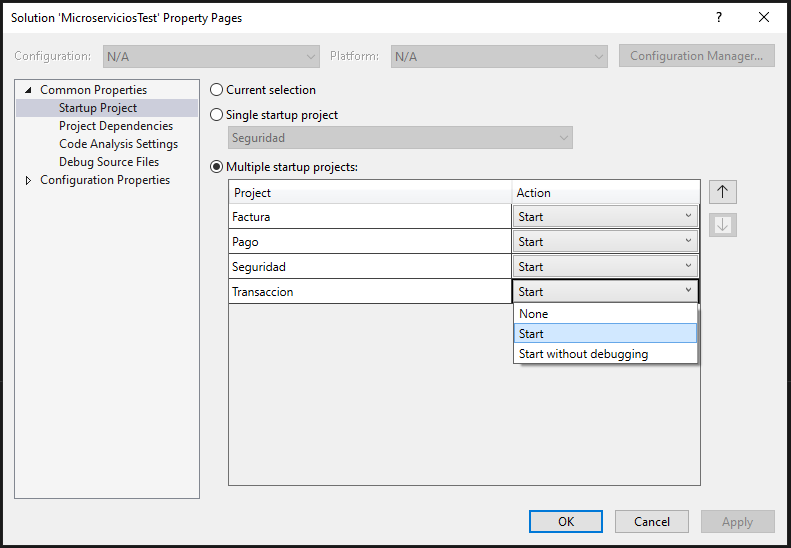 Solution 'MicroserviciosTest' Property Pages
?
Configuration: N/A Platform: N/A Configuration Manager...
Common Properties
Startup Project
Project Dependencies
Code Analysis Settings
Debug Source Files
Configuration Properties
Current selection
Single startup project
Seguridad
Multiple startup projects:
Project Action
Factura Start
Pago Start
Seguridad Start
Transaccion Start
None
Start
Start without debugging
OK Cancel Apply